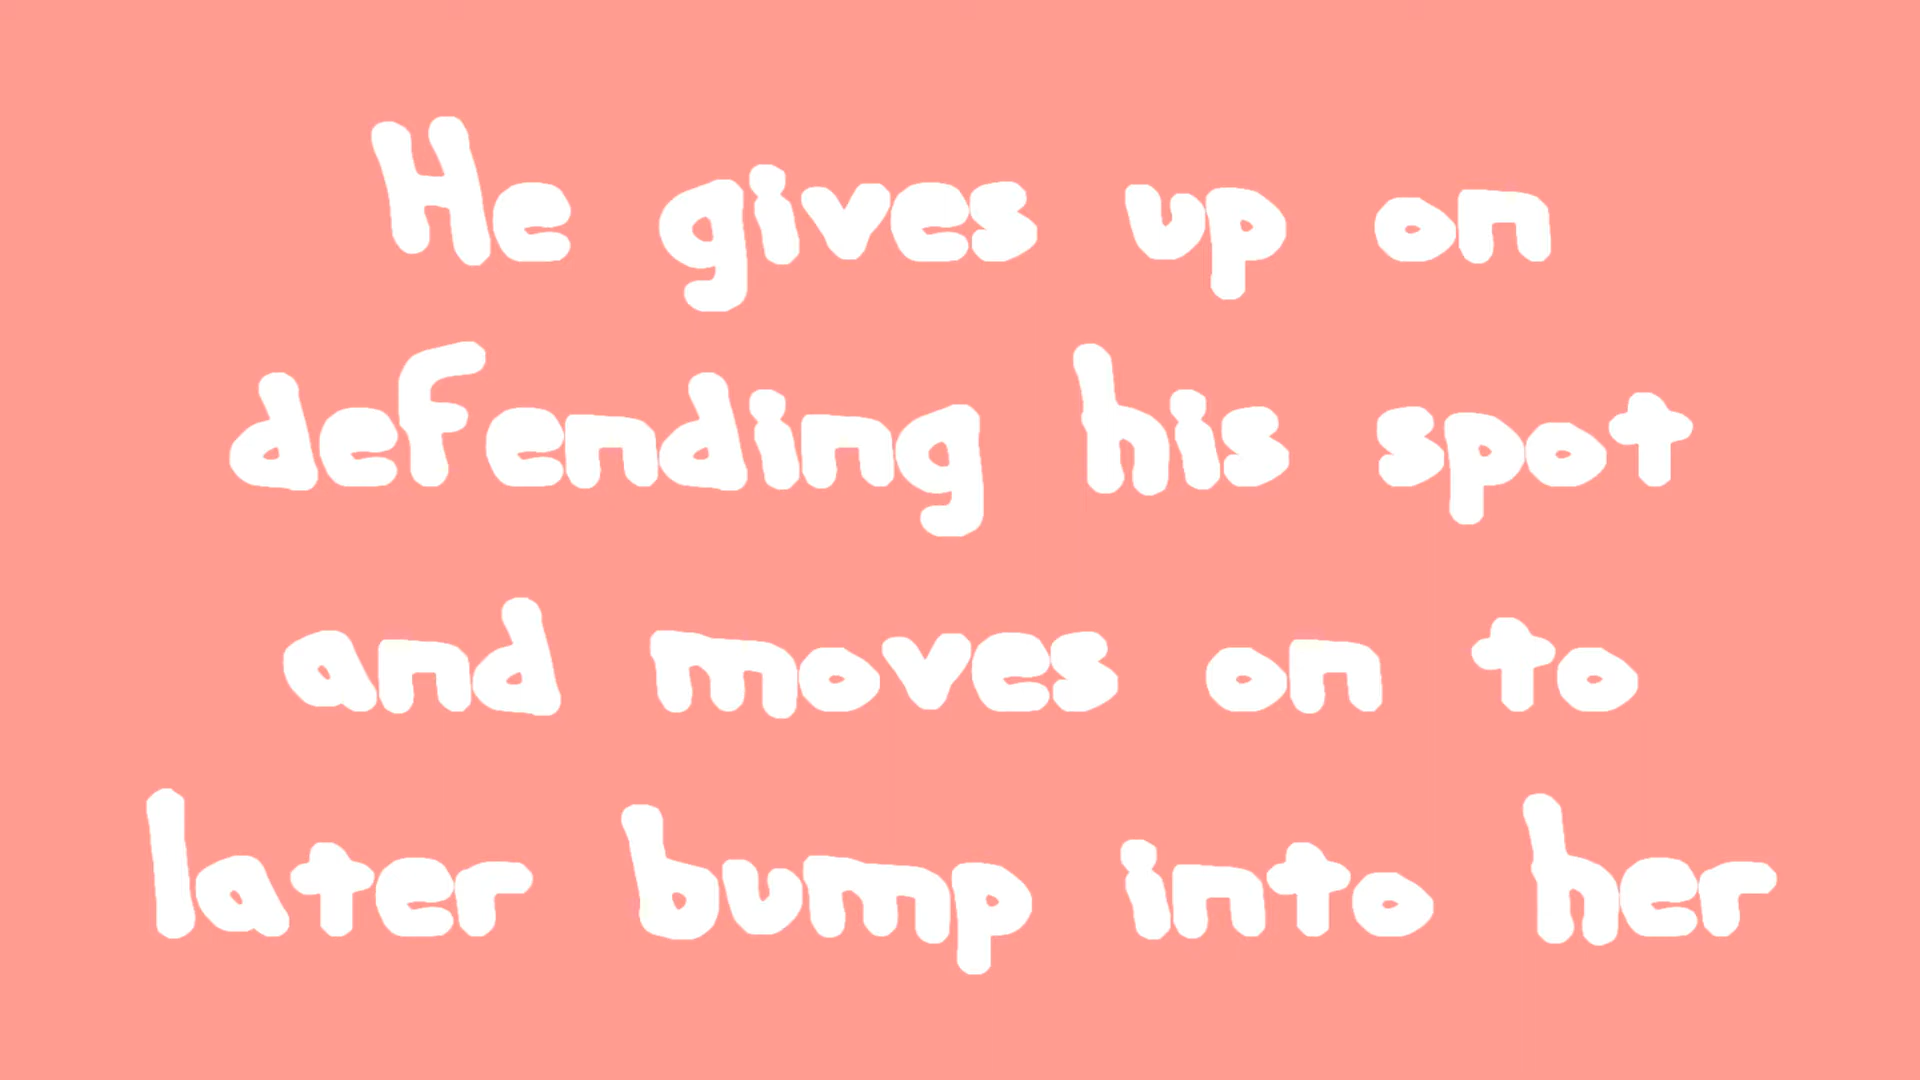 He gives up on
defending his spot
and moves on to
later bump into her